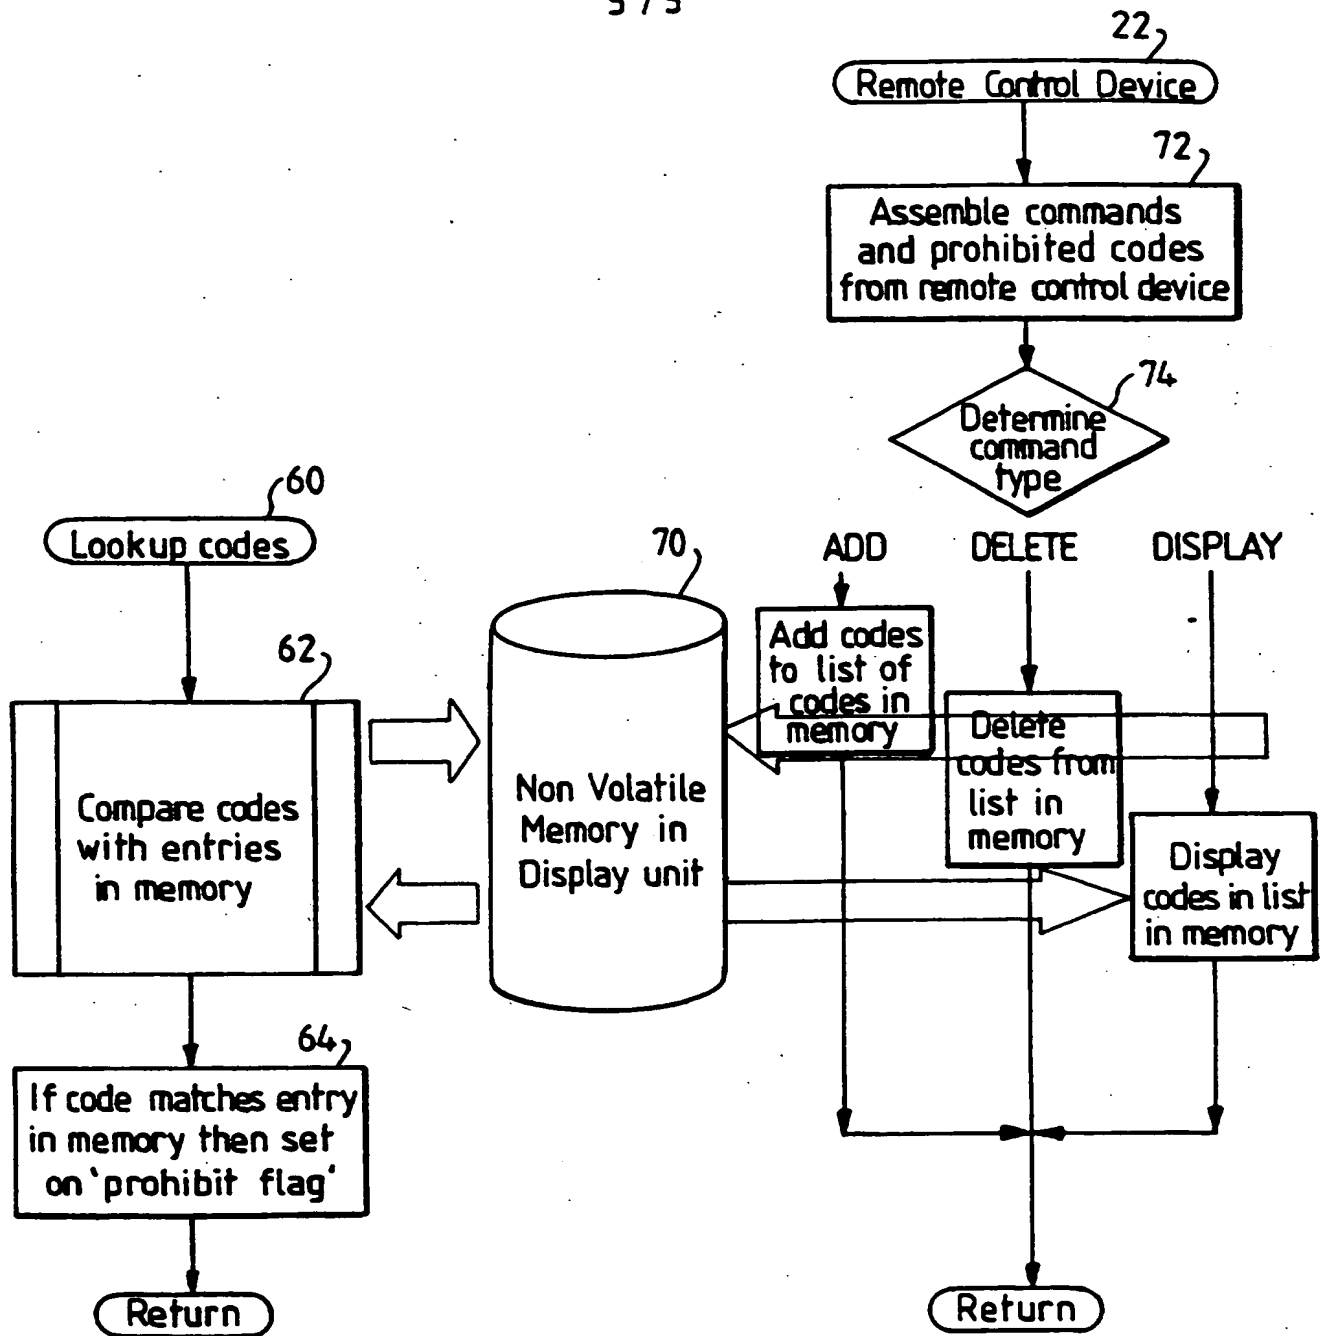 5/5
22
Remote Control Device
72
Assemble commands
and prohibited codes
from remote control device
74
Determine
command
type
60
Lookup codes
62
Compare codes
with entries
in memory
64
If code matches entry
in memory then set
on 'prohibit flag'
Return
70
Non Volatile
Memory in
Display unit
ADD
DELETE
DISPLAY
Add codes
to list of
codes in
memory
Delete
codes from
list in
memory
Display
codes in list
in memory
Return